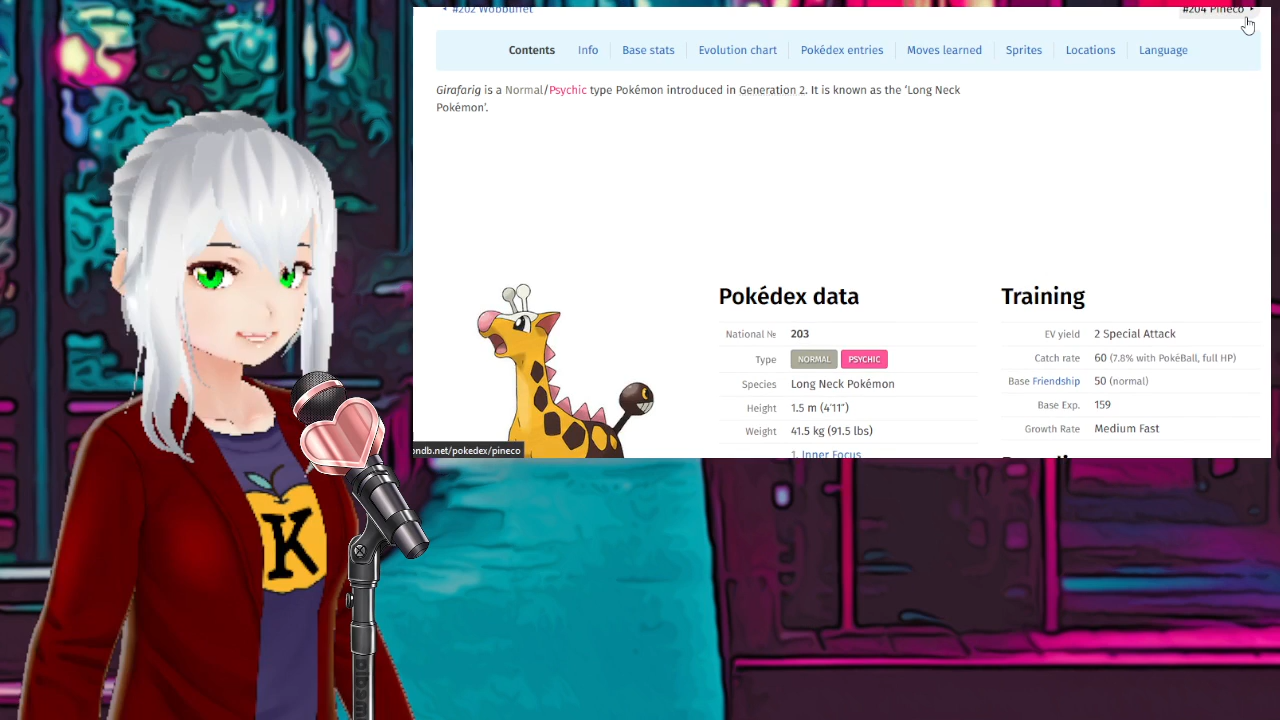 #202 Wobbuffet
#204 Pineco
Contents Info Base stats Evolution chart Pokédex entries Moves learned Sprites Locations Language
Girafarig is a Normal/Psychic type Pokémon introduced in Generation 2. It is known as the ‘Long Neck
Pokémon’.
Pokédex data
National № 203
Type NORMAL PSYCHIC
Species Long Neck Pokémon
Height 1.5 m (4′11″)
Weight 41.5 kg (91.5 lbs)
1. Inner Focus
Training
EV yield 2 Special Attack
Catch rate 60 (7.8% with PokéBall, full HP)
Base Friendship 50 (normal)
Base Exp. 159
Growth Rate Medium Fast
ondb.net/pokedex/pineco
K